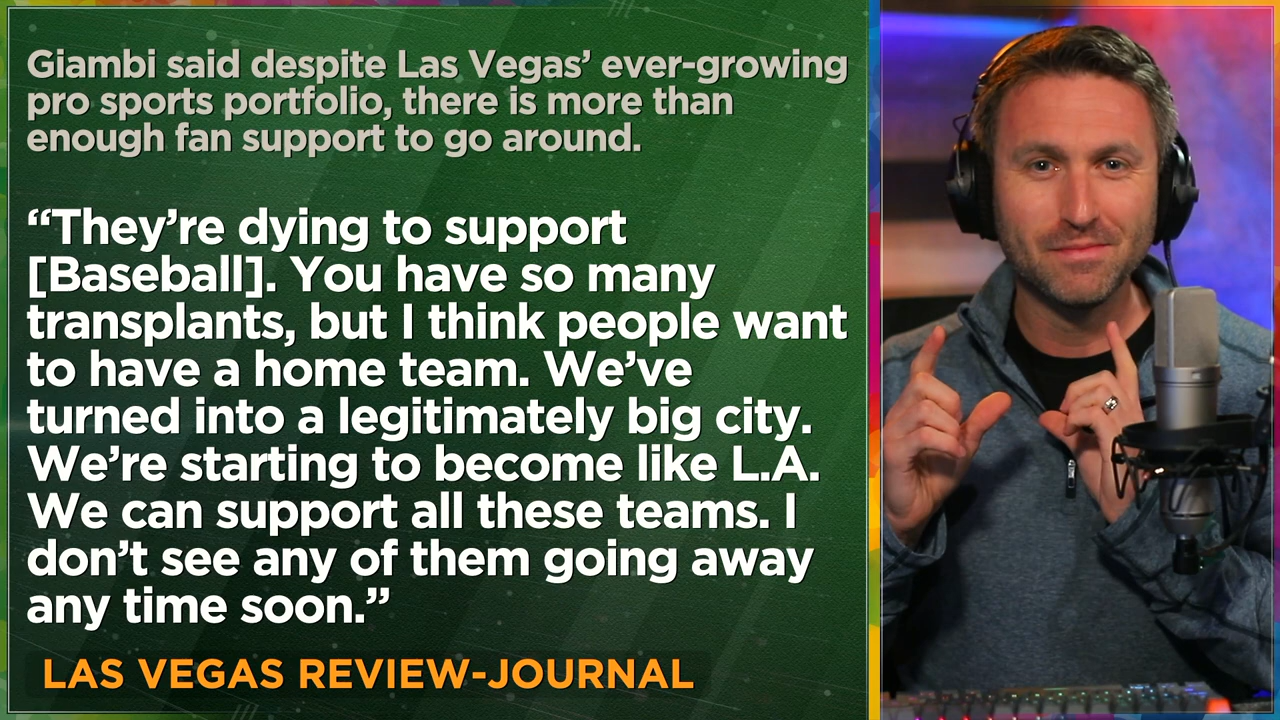 Giambi said despite Las Vegas’ ever-growing
pro sports portfolio, there is more than
enough fan support to go around.
“They’re dying to support
[Baseball]. You have so many
transplants, but I think people want
to have a home team. We’ve
turned into a legitimately big city.
We’re starting to become like L.A.
We can support all these teams. I
don’t see any of them going away
any time soon.”
LAS VEGAS REVIEW-JOURNAL